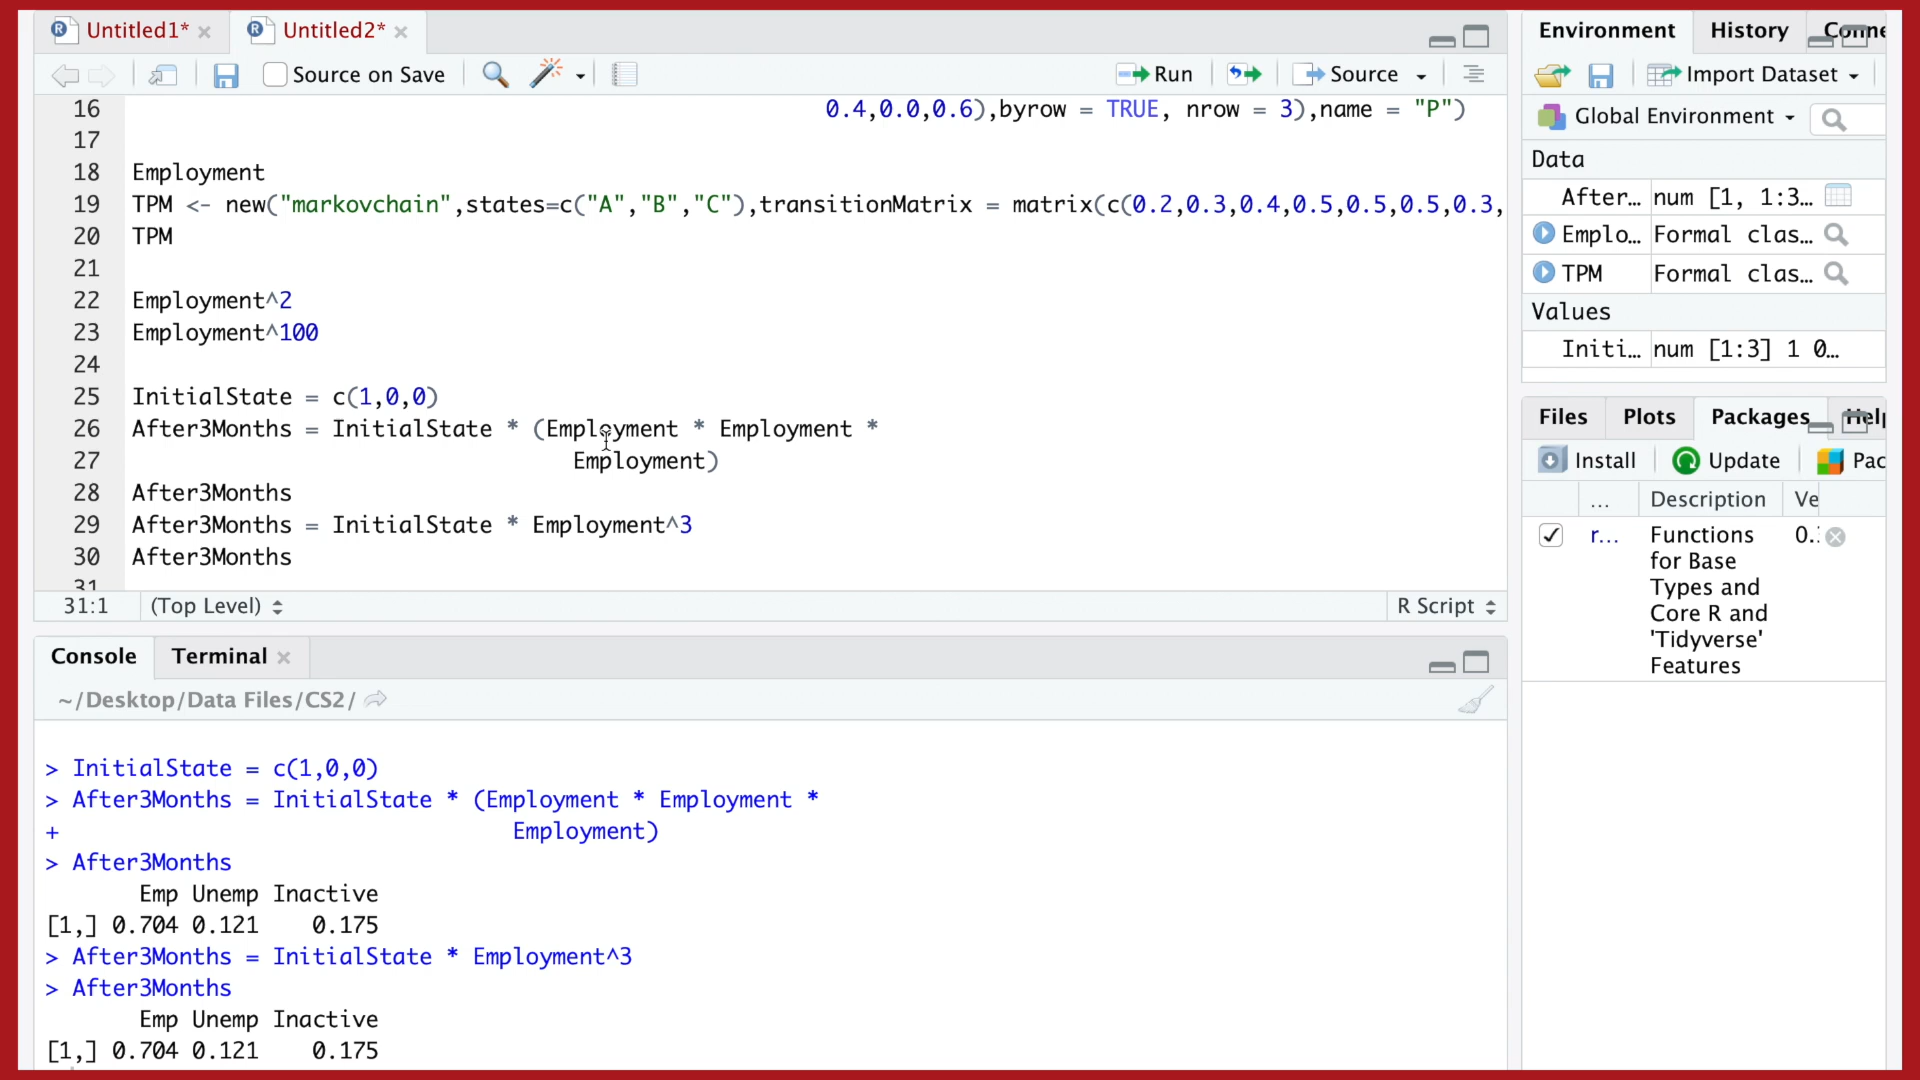 Untitled1* Untitled2*
Source on Save Run Source
16 0.4,0.0,0.6),byrow = TRUE, nrow = 3),name = "P")
17
18 Employment
19 TPM <- new("markovchain",states=c("A","B","C"),transitionMatrix = matrix(c(0.2,0.3,0.4,0.5,0.5,0.5,0.3,
20 TPM
21
22 Employment^2
23 Employment^100
24
25 InitialState = c(1,0,0)
26 After3Months = InitialState * (Employment * Employment *
27 Employment)
28 After3Months
29 After3Months = InitialState * Employment^3
30 After3Months
31
31:1 (Top Level) R Script
Console Terminal
~/Desktop/Data Files/CS2/
> InitialState = c(1,0,0)
> After3Months = InitialState * (Employment * Employment *
+ Employment)
> After3Months
Emp Unemp Inactive
[1,] 0.704 0.121 0.175
> After3Months = InitialState * Employment^3
> After3Months
Emp Unemp Inactive
[1,] 0.704 0.121 0.175
Environment History
Import Dataset
Global Environment
Data
After… num [1, 1:3…
Emplo… Formal clas…
TPM Formal clas…
Values
Initi… num [1:3] 1 0…
Files Plots Packages
Install Update Pac
… Description Ve
r… Functions 0.
for Base
Types and
Core R and
'Tidyverse'
Features